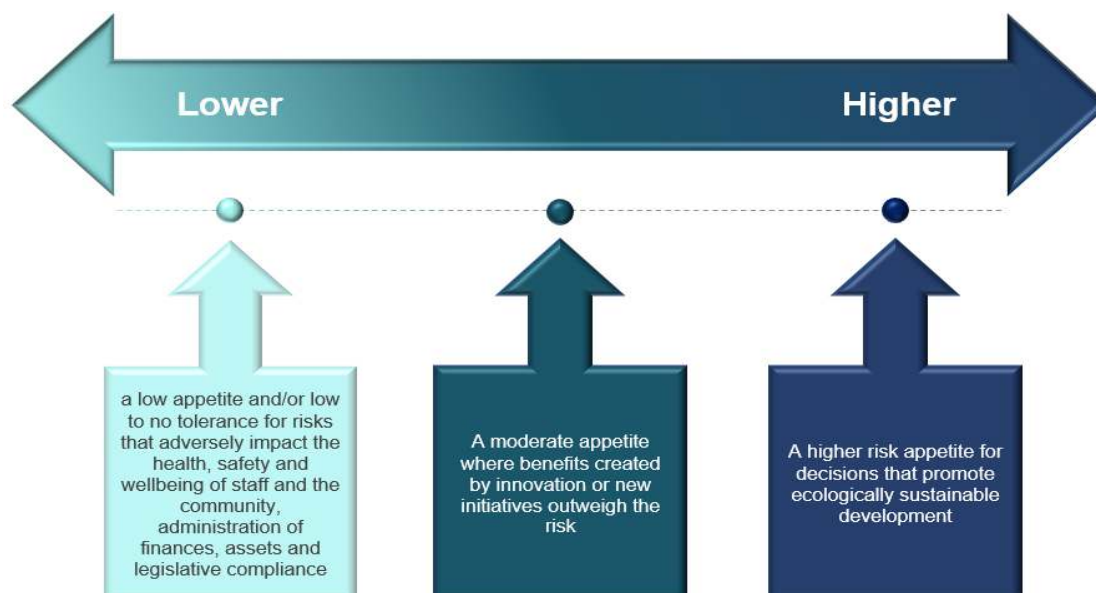 Lower
Higher
a low appetite and/or low
to no tolerance for risks
that adversely impact the
health, safety and
wellbeing of staff and the
community,
administration of
finances, assets and
legislative compliance
A moderate appetite
where benefits created
by innovation or new
initiatives outweigh the
risk
A higher risk appetite for
decisions that promote
ecologically sustainable
development